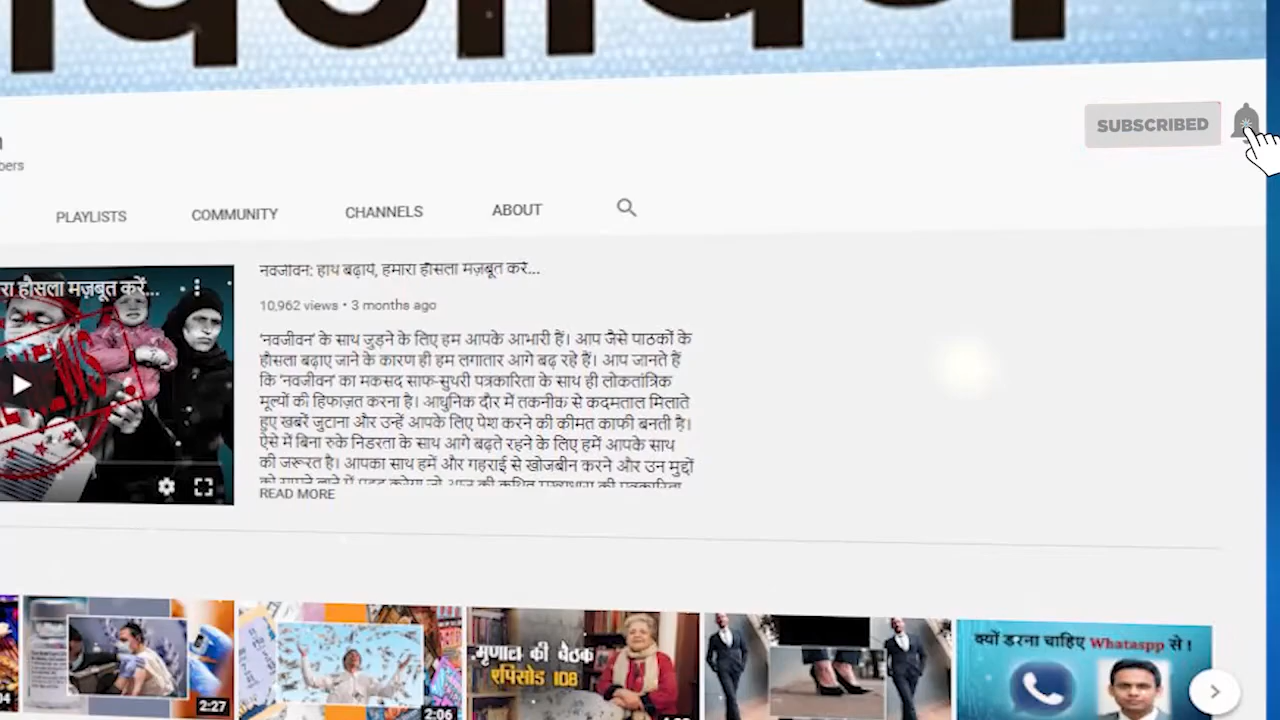 SUBSCRIBED
PLAYLISTS
COMMUNITY
CHANNELS
ABOUT
हौसला मज़बूत करें...
नवजीवन: हाथ बढ़ायें, हमारा हौसला मज़बूत करें...
10,962 views • 3 months ago
'नवजीवन' के साथ जुड़ने के लिए हम आपके आभारी हैं। आप जैसे पाठकों के
हौसला बढ़ाए जाने के कारण ही हम लगातार आगे बढ़ रहे हैं। आप जानते हैं
कि 'नवजीवन' का मकसद साफ-सुथरी पत्रकारिता के साथ ही लोकतांत्रिक
मूल्यों की हिफाज़त करना है। आधुनिक दौर में तकनीक से कदमताल मिलाते
हुए खबरें जुटाना और उन्हें आपके लिए पेश करने की कीमत काफी बनती है।
ऐसे में बिना रुके निडरता के साथ आगे बढ़ते रहने के लिए हमें आपके साथ
की जरूरत है। आपका साथ हमें और गहराई से खोजबीन करने और उन मुद्दों
READ MORE
2:27
2:06
मृणाल की बैठक
एपिसोड 108
क्यों डरना चाहिए Whataspp से !